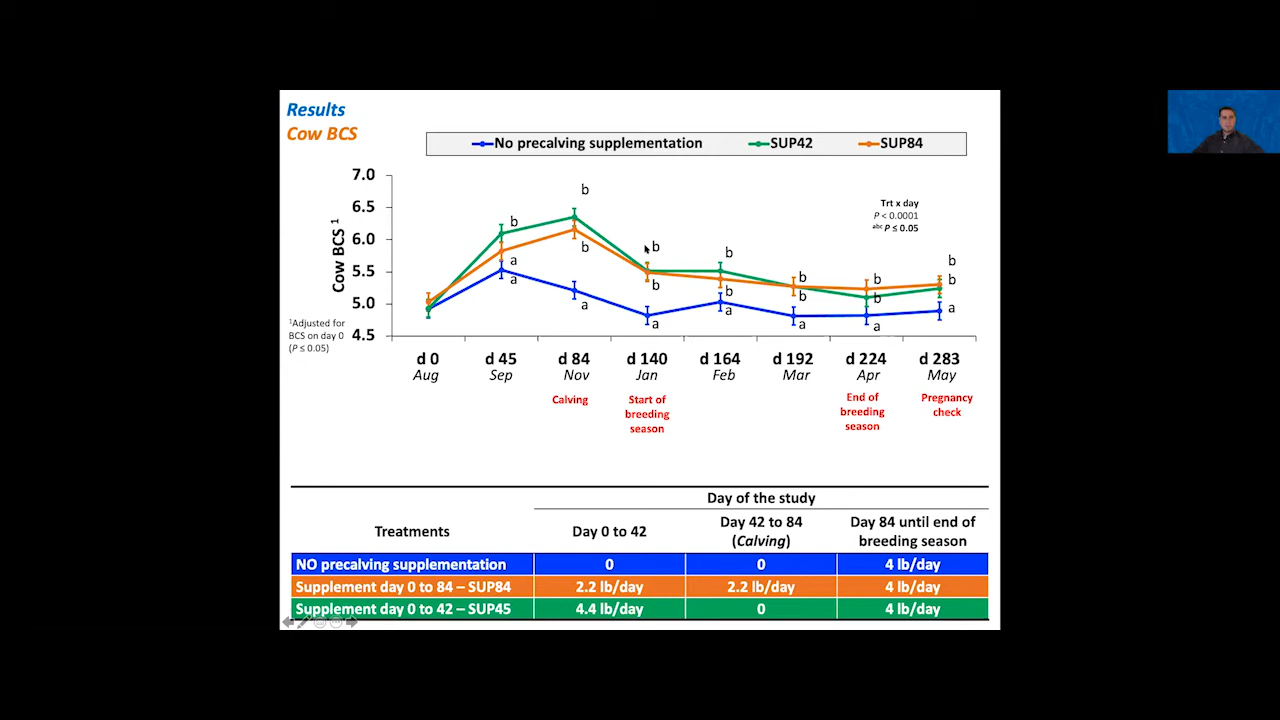 Results
Cow BCS
No precalving supplementation SUP42 SUP84
7.0
6.5
6.0
5.5
5.0
4.5
Cow BCS 1
Trt x day
P < 0.0001
abc P ≤ 0.05
b
b
a
a
b
b
a
b
b
a
b
b
a
b
b
a
b
b
a
b
b
a
1Adjusted for
BCS on day 0
(P ≤ 0.05)
d 0 d 45 d 84 d 140 d 164 d 192 d 224 d 283
Aug Sep Nov Jan Feb Mar Apr May
Calving
Start of
breeding
season
End of
breeding
season
Pregnancy
check
Day of the study
Treatments
Day 0 to 42
Day 42 to 84
(Calving)
Day 84 until end of
breeding season
NO precalving supplementation 0 0 4 lb/day
Supplement day 0 to 84 – SUP84 2.2 lb/day 2.2 lb/day 4 lb/day
Supplement day 0 to 42 – SUP45 4.4 lb/day 0 4 lb/day